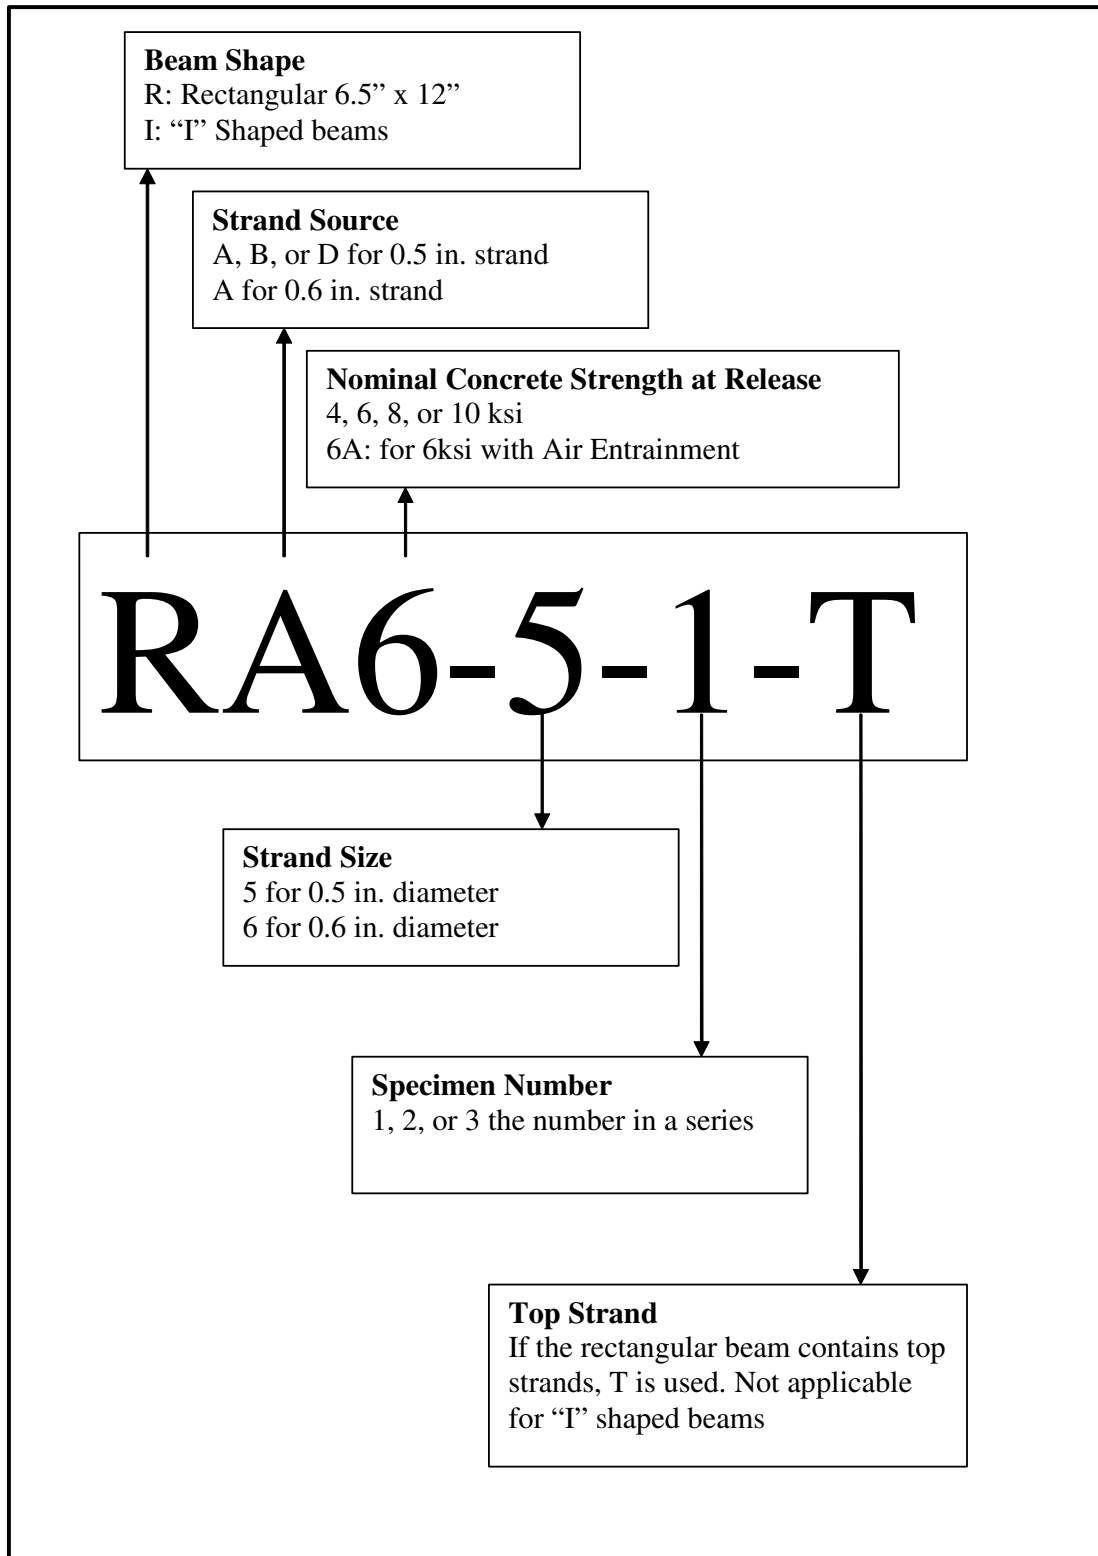 Beam Shape
R: Rectangular 6.5” x 12”
I: “I” Shaped beams
Strand Source
A, B, or D for 0.5 in. strand
A for 0.6 in. strand
Nominal Concrete Strength at Release
4, 6, 8, or 10 ksi
6A: for 6ksi with Air Entrainment
RA6-5-1-T
Strand Size
5 for 0.5 in. diameter
6 for 0.6 in. diameter
Specimen Number
1, 2, or 3 the number in a series
Top Strand
If the rectangular beam contains top
strands, T is used. Not applicable
for “I” shaped beams